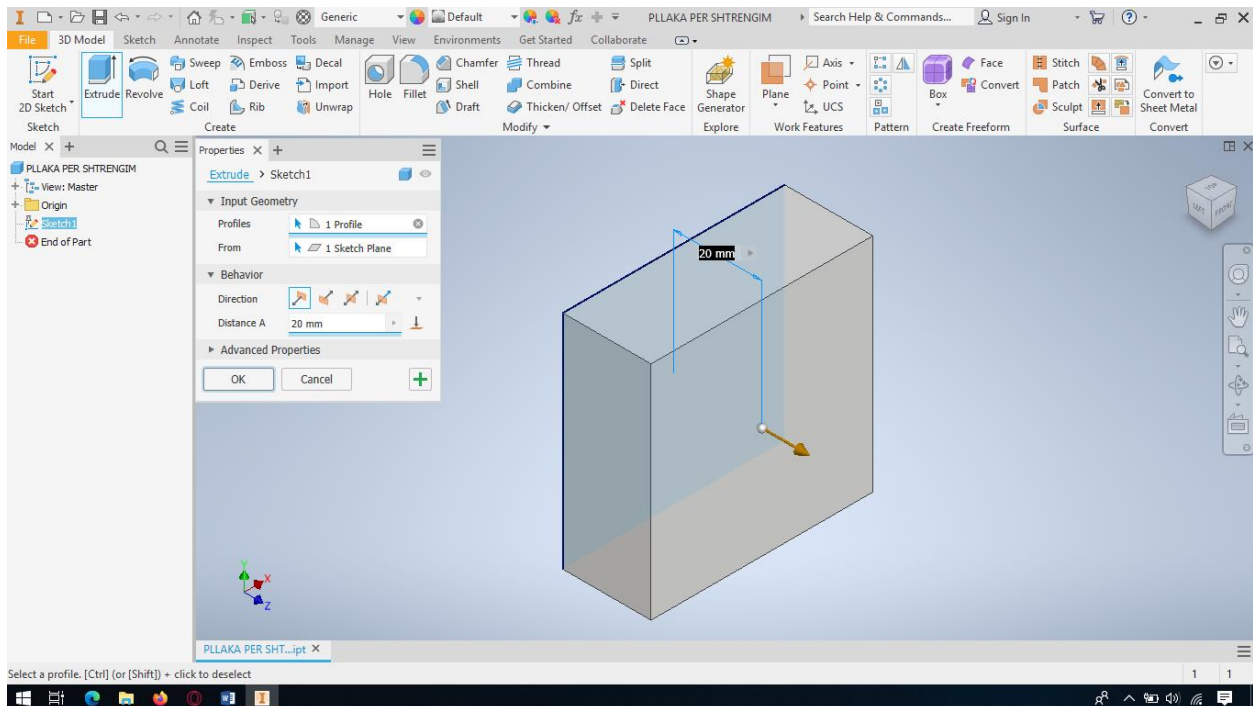 Generic
Default
fx
PLLAKA PER SHTRENGIM
Search Help & Commands...
Sign In
File 3D Model Sketch Annotate Inspect Tools Manage View Environments Get Started Collaborate
Start
2D Sketch
Extrude
Revolve
Sweep Emboss Decal
Loft Derive Import
Coil Rib Unwrap
Hole
Fillet
Chamfer Thread Split
Shell Combine Direct
Draft Thicken/ Offset Delete Face
Shape
Generator
Plane
Axis
Point
UCS
Box
Face
Convert
Stitch
Patch
Sculpt
Convert to
Sheet Metal
Sketch Create Modify Explore Work Features Pattern Create Freeform Surface Convert
Model
PLLAKA PER SHTRENGIM
View: Master
Origin
Sketch1
End of Part
Properties
Extrude > Sketch1
Input Geometry
Profiles 1 Profile
From 1 Sketch Plane
Behavior
Direction
Distance A 20 mm
Advanced Properties
OK Cancel
20 mm
TOP
LEFT FRONT
Y
X
Z
PLLAKA PER SHT...ipt
Select a profile. [Ctrl] (or [Shift]) + click to deselect
1 1